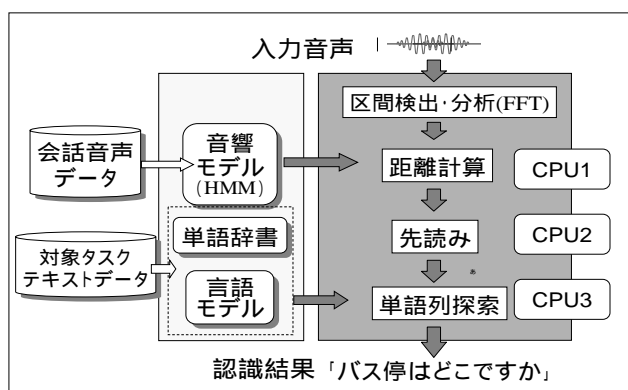 入力音声
区間検出・分析(FFT)
会話音声
データ
音響
モデル
(HMM)
距離計算
CPU1
単語辞書
先読み
CPU2
対象タスク
テキストデータ
言語
モデル
あ
単語列探索
CPU3
認識結果「バス停はどこですか」